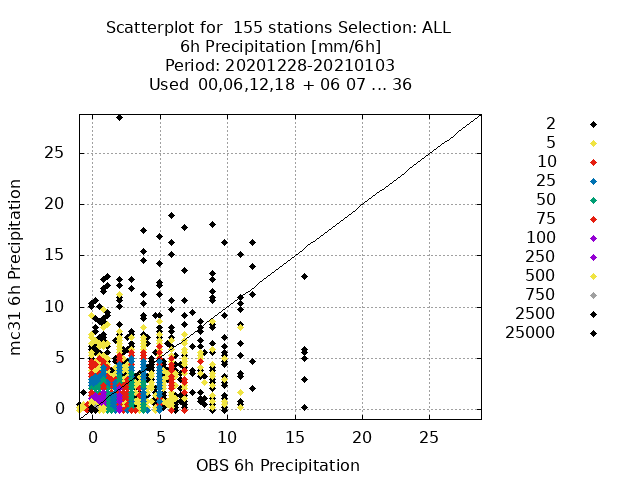 Scatterplot for 155 stations Selection: ALL
6h Precipitation [mm/6h]
Period: 20201228-20210103
Used 00,06,12,18 + 06 07 ... 36
mc31 6h Precipitation
25
20
15
10
5
0
0 5 10 15 20 25
OBS 6h Precipitation
2
5
10
25
50
75
100
250
500
750
2500
25000